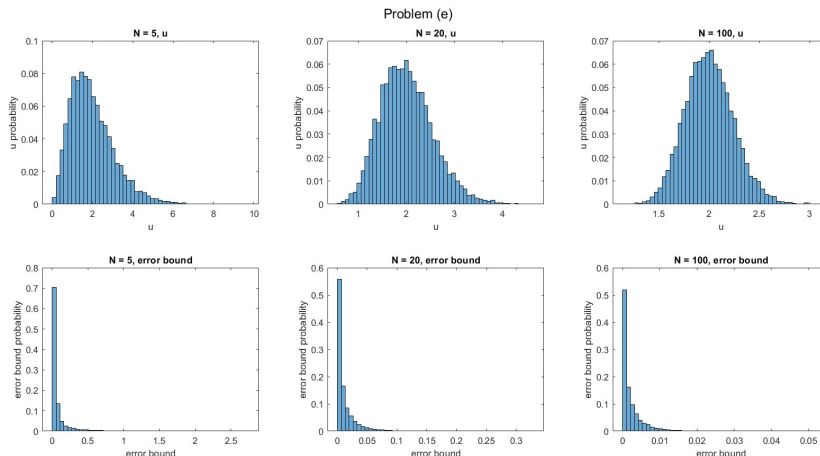 Problem (e)
N = 5, u
N = 20, u
N = 100, u
u probability
0.1
0.08
0.06
0.04
0.02
0
0 2 4 6 8 10
u
u probability
0.07
0.06
0.05
0.04
0.03
0.02
0.01
0
1 2 3 4
u
u probability
0.07
0.06
0.05
0.04
0.03
0.02
0.01
0
1.5 2 2.5 3
u
N = 5, error bound
N = 20, error bound
N = 100, error bound
error bound probability
0.8
0.7
0.6
0.5
0.4
0.3
0.2
0.1
0
0 0.5 1 1.5 2 2.5
error bound
error bound probability
0.6
0.5
0.4
0.3
0.2
0.1
0
0 0.05 0.1 0.15 0.2 0.25 0.3
error bound
error bound probability
0.6
0.5
0.4
0.3
0.2
0.1
0
0 0.01 0.02 0.03 0.04 0.05
error bound